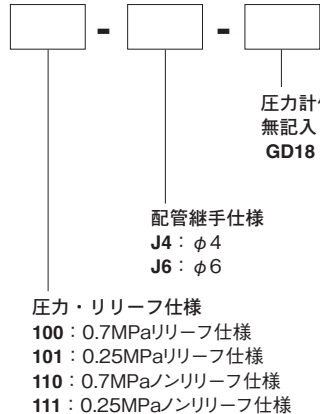 - -
圧力計
無記入
GD18
配管継手仕様
J4：φ4
J6：φ6
圧力・リリーフ仕様
100：0.7MPaリリーフ仕様
101：0.25MPaリリーフ仕様
110：0.7MPaノンリリーフ仕様
111：0.25MPaノンリリーフ仕様